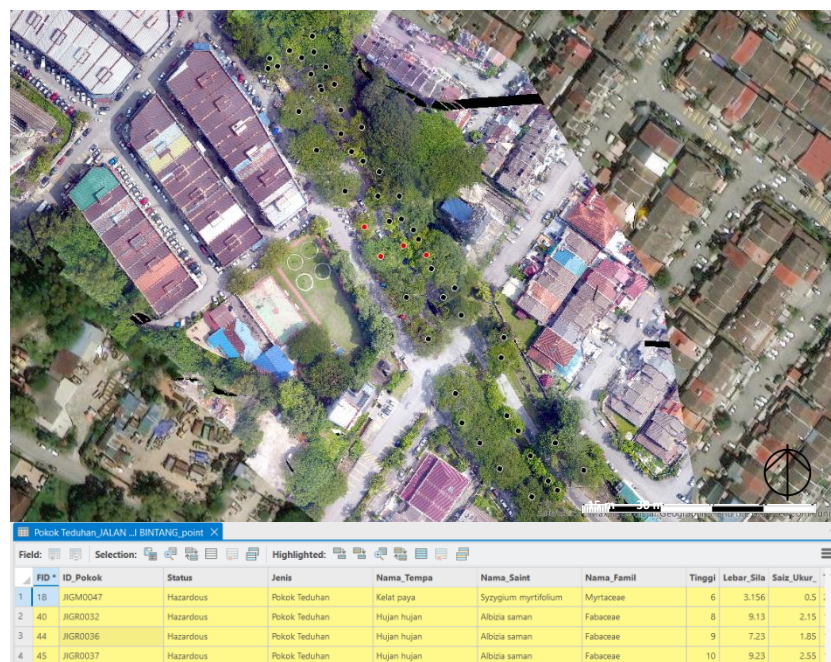 15 m 30 m
Pokok Teduhan_JALAN ...I BINTANG_point
Field: Selection: Highlighted:
FID * ID_Pokok Status Jenis Nama_Tempa Nama_Saint Nama_Famil Tinggi Lebar_Sila Saiz_Ukur_
1 18 JIGM0047 Hazardous Pokok Teduhan Kelat paya Syzygium myrtifolium Myrtaceae 6 3.156 0.5
2 40 JIGR0032 Hazardous Pokok Teduhan Hujan hujan Albizia saman Fabaceae 8 9.13 2.15
3 44 JIGR0036 Hazardous Pokok Teduhan Hujan hujan Albizia saman Fabaceae 9 7.23 1.85
4 45 JIGR0037 Hazardous Pokok Teduhan Hujan hujan Albizia saman Fabaceae 10 9.23 2.55